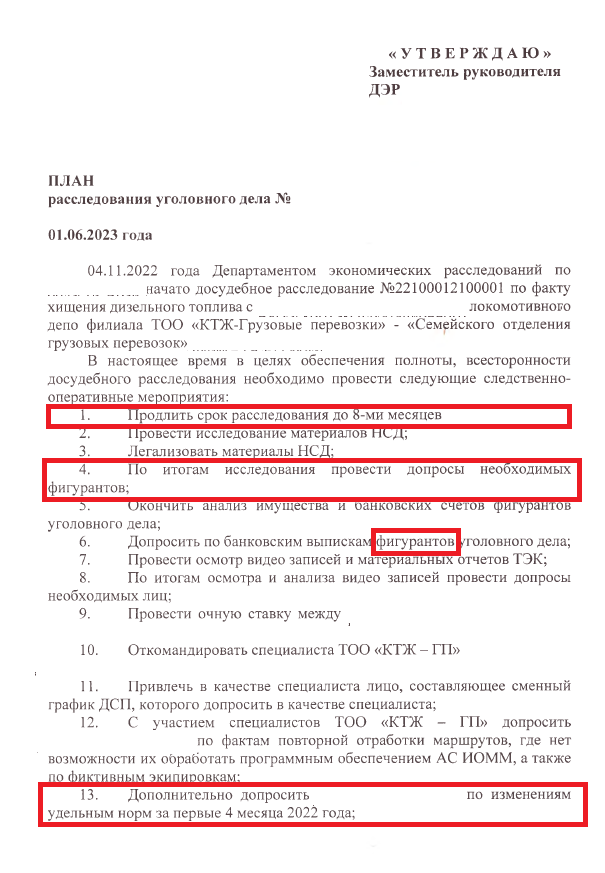 « У Т В Е Р Ж Д А Ю »
Заместитель руководителя
ДЭР
ПЛАН
расследования уголовного дела №
01.06.2023 года
04.11.2022 года Департаментом экономических расследований по
начато досудебное расследование №22100012100001 по факту
хищения дизельного топлива с локомотивного
депо филиала ТОО «КТЖ-Грузовые перевозки» - «Семейского отделения
грузовых перевозок»
В настоящее время в целях обеспечения полноты, всесторонности
досудебного расследования необходимо провести следующие следственно-
оперативные мероприятия:
1. Продлить срок расследования до 8-ми месяцев
2. Провести исследование материалов НСД;
3. Легализовать материалы НСД;
4. По итогам исследования провести допросы необходимых
фигурантов;
5. Окончить анализ имущества и банковских счетов фигурантов
уголовного дела;
6. Допросить по банковским выпискам фигурантов уголовного дела;
7. Провести осмотр видео записей и материальных отчетов ТЭК;
8. По итогам осмотра и анализа видео записей провести допросы
необходимых лиц;
9. Провести очную ставку между
10. Откомандировать специалиста ТОО «КТЖ – ГП»
11. Привлечь в качестве специалиста лицо, составляющее сменный
график ДСП, которого допросить в качестве специалиста;
12. С участием специалистов ТОО «КТЖ – ГП» допросить
по фактам повторной отработки маршрутов, где нет
возможности их обработать программным обеспечением АС ИОММ, а также
по фиктивным экипировкам;
13. Дополнительно допросить по изменениям
удельным норм за первые 4 месяца 2022 года;